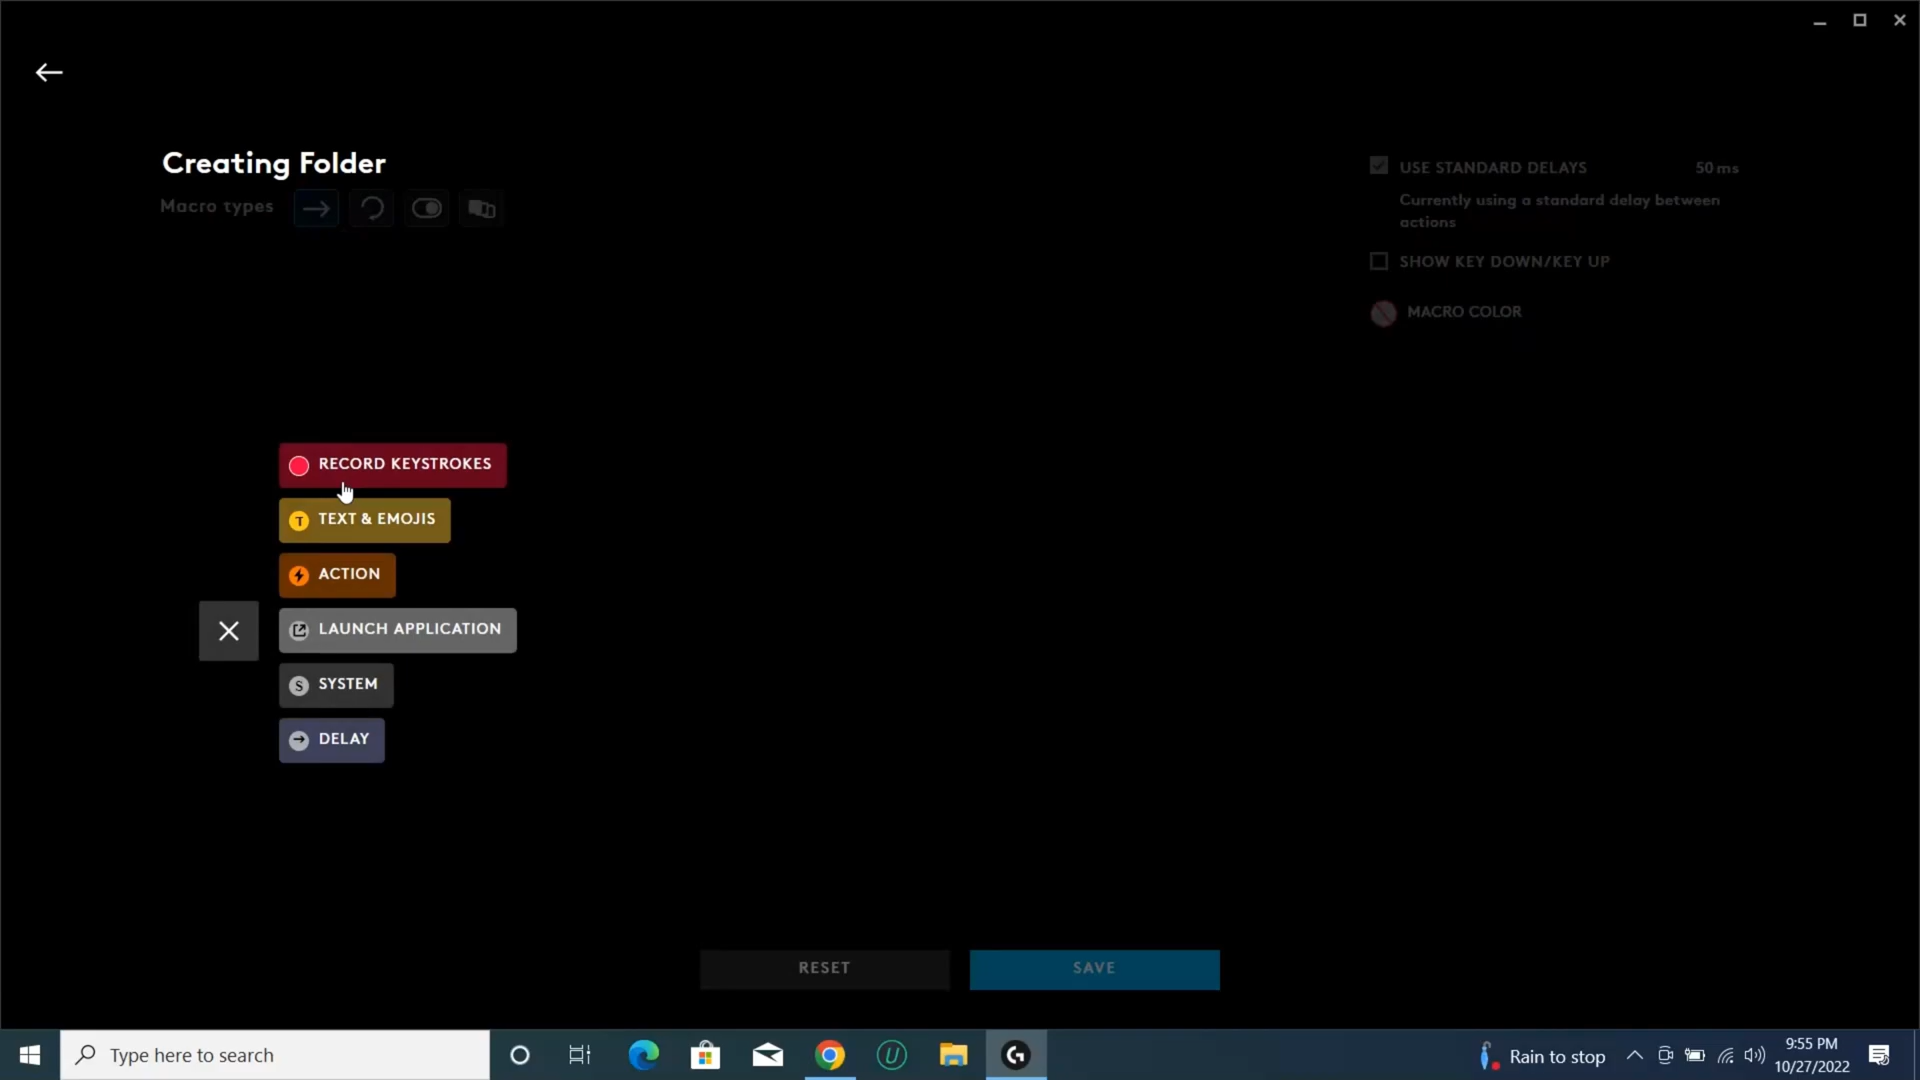 Creating Folder
Macro types
USE STANDARD DELAYS 50 ms
Currently using a standard delay between
actions
SHOW KEY DOWN/KEY UP
MACRO COLOR
RECORD KEYSTROKES
T TEXT & EMOJIS
ACTION
LAUNCH APPLICATION
S SYSTEM
DELAY
RESET
SAVE
Type here to search
Rain to stop
9:55 PM
10/27/2022